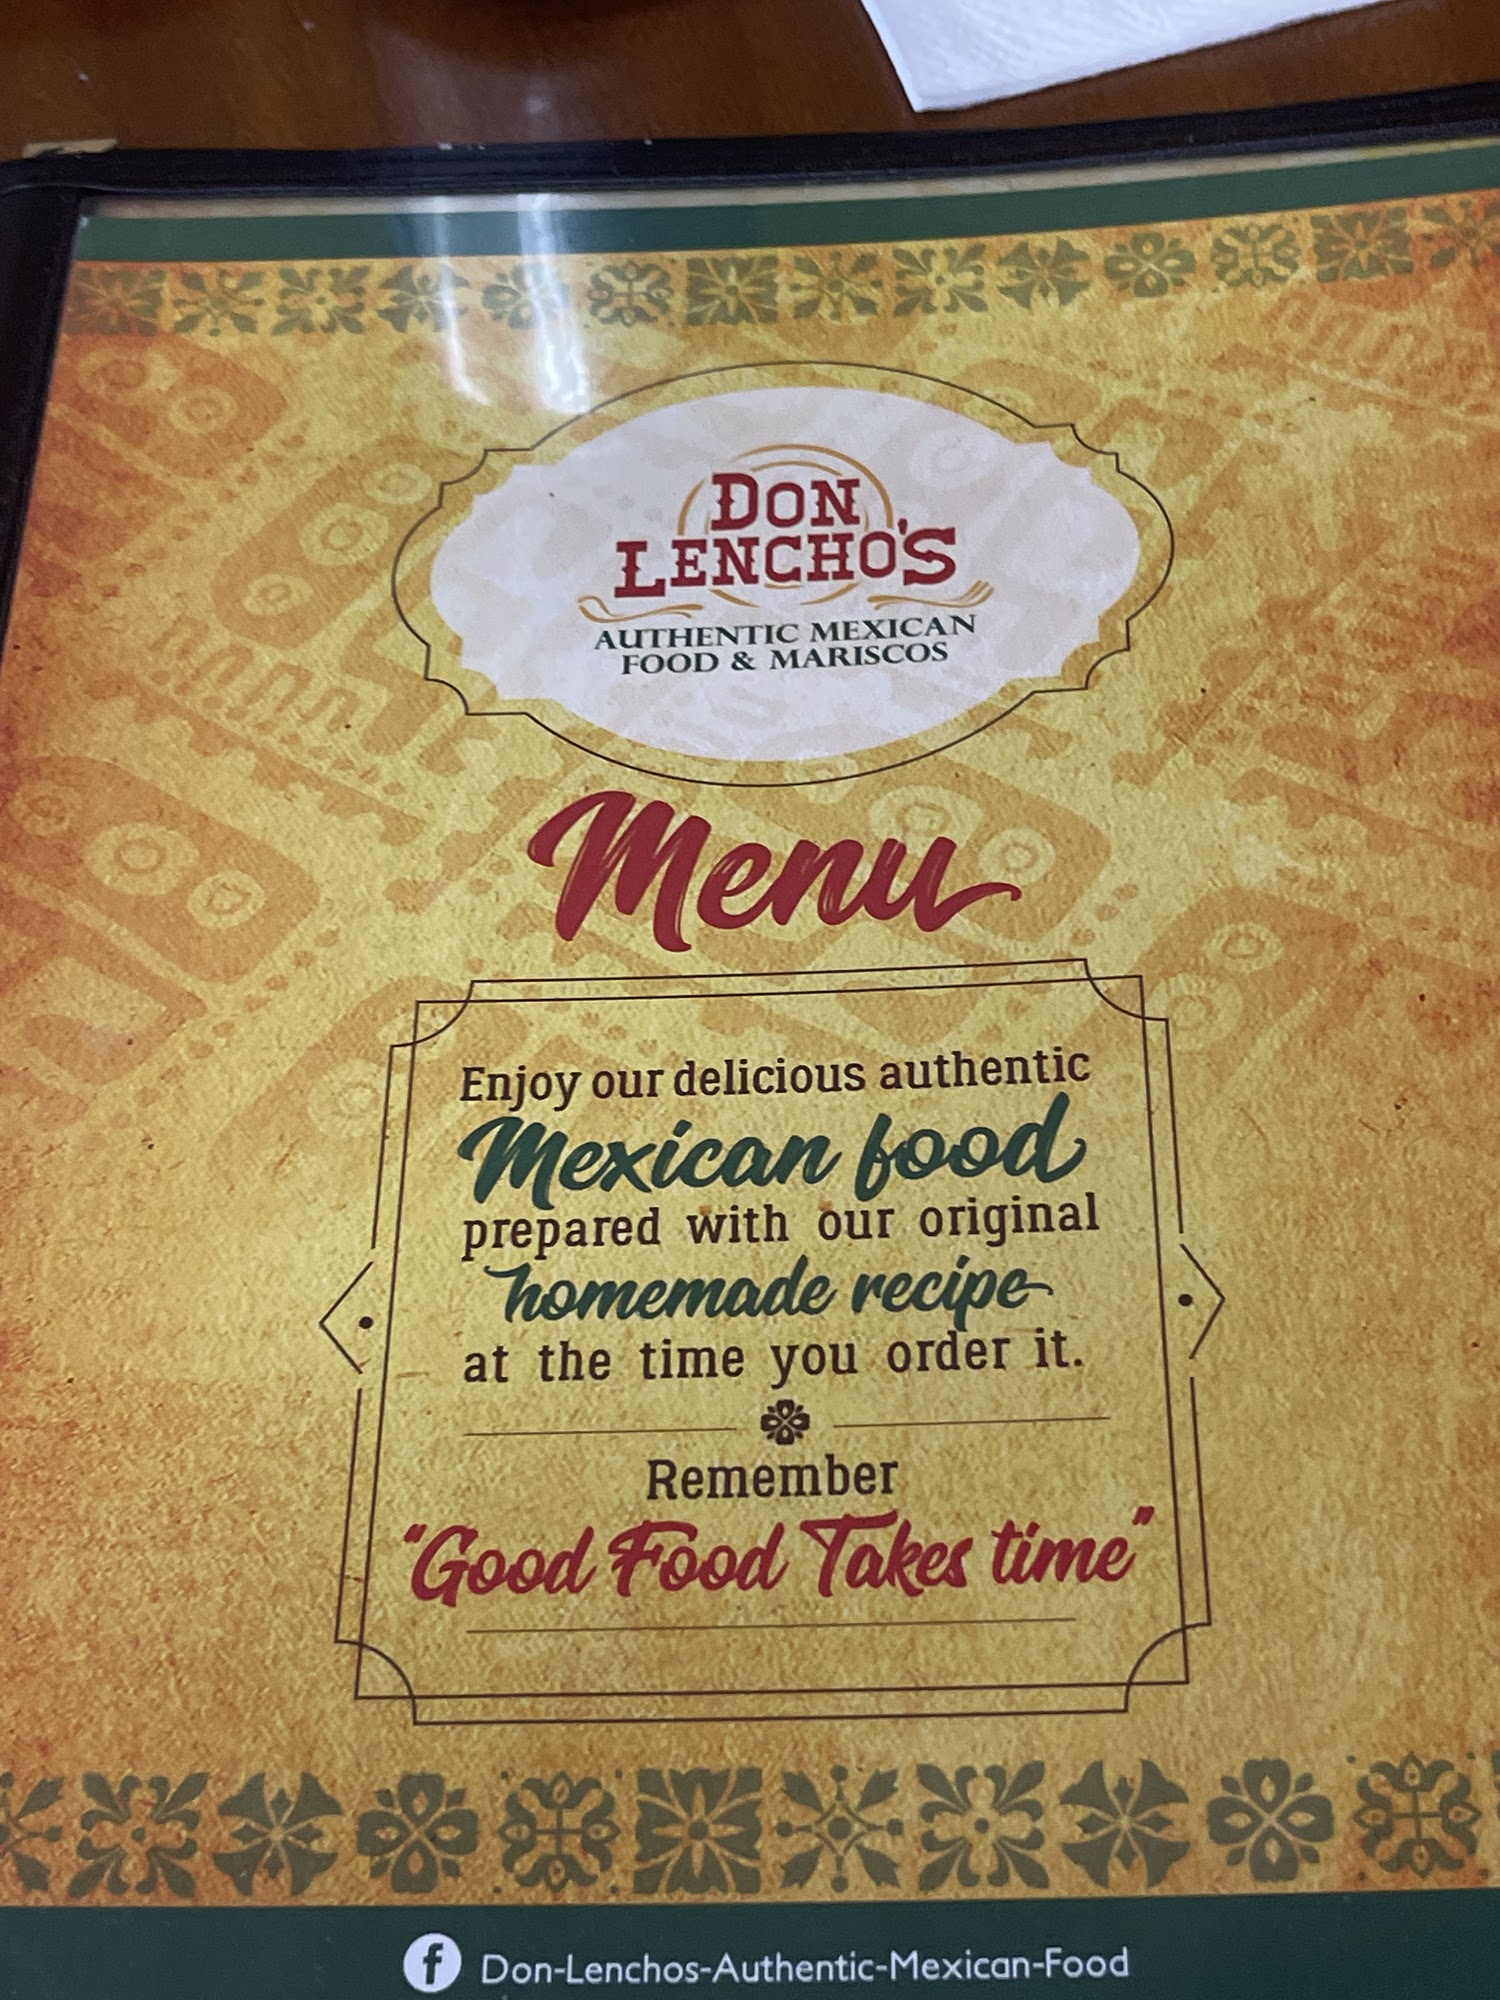 DON
LENCHO'S
AUTHENTIC MEXICAN
FOOD & MARISCOS
Menu
Enjoy our delicious authentic
Mexican food
prepared with our original
homemade recipe
at the time you order it.
Remember
"Good Food Takes time"
f Don-Lenchos-Authentic-Mexican-Food